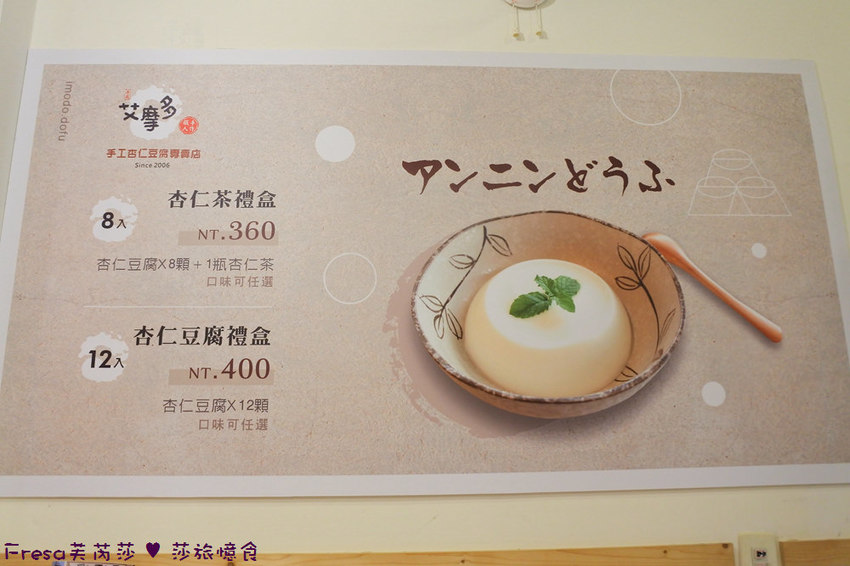 imodo.dofu
艾摩多
手工杏仁豆腐專賣店
Since 2006
8入
杏仁茶禮盒
NT.360
杏仁豆腐X8顆+1瓶杏仁茶
口味可任選
12入
杏仁豆腐禮盒
NT.400
杏仁豆腐X12顆
口味可任選
アンニンどうふ
Fresa芙芮莎 ♥ 莎旅憶食